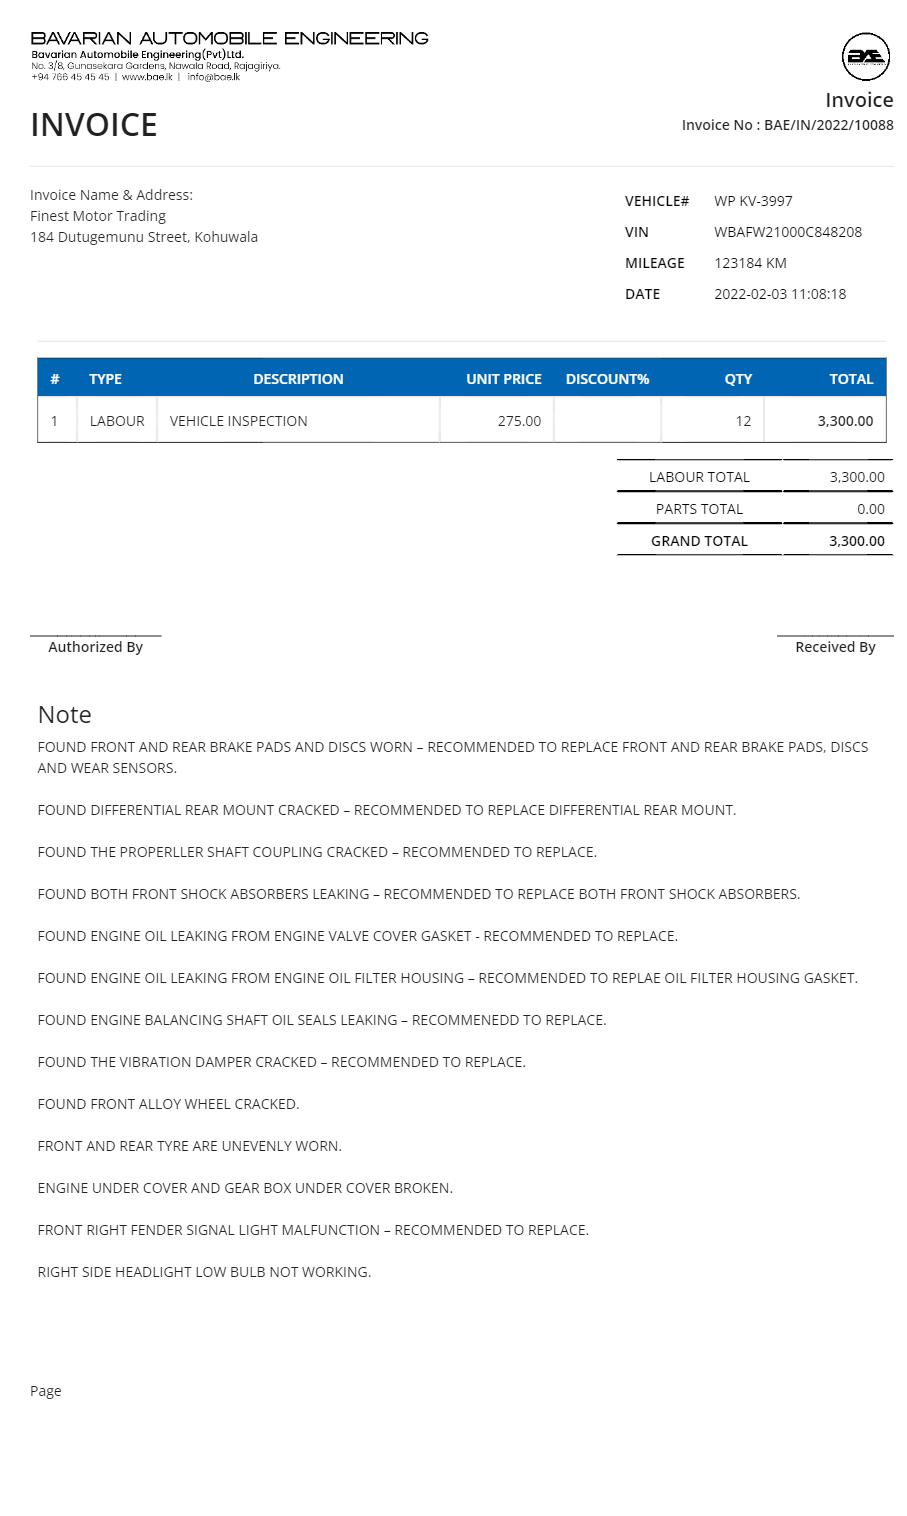 BAVARIAN AUTOMOBILE ENGINEERING
Bavarian Automobile Engineering(Pvt)Ltd.
No. 3/8, Gunasekara Gardens, Nawala Road, Rajagiriya.
+94 766 45 45 45 | www.bae.lk | info@bae.lk
BAE
Invoice
INVOICE
Invoice No : BAE/IN/2022/10088
Invoice Name & Address:
Finest Motor Trading
184 Dutugemunu Street, Kohuwala
VEHICLE# WP KV-3997
VIN WBAFW21000C848208
MILEAGE 123184 KM
DATE 2022-02-03 11:08:18
# TYPE DESCRIPTION UNIT PRICE DISCOUNT% QTY TOTAL
1 LABOUR VEHICLE INSPECTION 275.00 12 3,300.00
LABOUR TOTAL 3,300.00
PARTS TOTAL 0.00
GRAND TOTAL 3,300.00
Authorized By Received By
Note
FOUND FRONT AND REAR BRAKE PADS AND DISCS WORN – RECOMMENDED TO REPLACE FRONT AND REAR BRAKE PADS, DISCS
AND WEAR SENSORS.
FOUND DIFFERENTIAL REAR MOUNT CRACKED – RECOMMENDED TO REPLACE DIFFERENTIAL REAR MOUNT.
FOUND THE PROPERLLER SHAFT COUPLING CRACKED – RECOMMENDED TO REPLACE.
FOUND BOTH FRONT SHOCK ABSORBERS LEAKING – RECOMMENDED TO REPLACE BOTH FRONT SHOCK ABSORBERS.
FOUND ENGINE OIL LEAKING FROM ENGINE VALVE COVER GASKET - RECOMMENDED TO REPLACE.
FOUND ENGINE OIL LEAKING FROM ENGINE OIL FILTER HOUSING – RECOMMENDED TO REPLAE OIL FILTER HOUSING GASKET.
FOUND ENGINE BALANCING SHAFT OIL SEALS LEAKING – RECOMMENEDD TO REPLACE.
FOUND THE VIBRATION DAMPER CRACKED – RECOMMENDED TO REPLACE.
FOUND FRONT ALLOY WHEEL CRACKED.
FRONT AND REAR TYRE ARE UNEVENLY WORN.
ENGINE UNDER COVER AND GEAR BOX UNDER COVER BROKEN.
FRONT RIGHT FENDER SIGNAL LIGHT MALFUNCTION – RECOMMENDED TO REPLACE.
RIGHT SIDE HEADLIGHT LOW BULB NOT WORKING.
Page